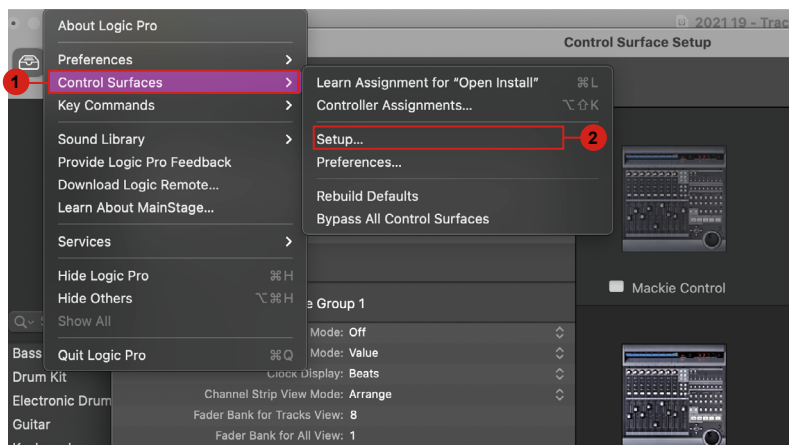 2021 19 - Trac
Control Surface Setup
About Logic Pro
Preferences
1
Control Surfaces
Key Commands
Sound Library
Provide Logic Pro Feedback
Download Logic Remote...
Learn About MainStage...
Services
Hide Logic Pro ⌘H
Hide Others ⌥⌘H
Show All
Quit Logic Pro ⌘Q
Learn Assignment for “Open Install” ⌘L
Controller Assignments... ⌥⇧K
Setup...
2
Preferences...
Rebuild Defaults
Bypass All Control Surfaces
Mackie Control
e Group 1
Mode: Off
Mode: Value
Clock Display: Beats
Channel Strip View Mode: Arrange
Fader Bank for Tracks View: 8
Fader Bank for All View: 1
Bass
Drum Kit
Electronic Drum
Guitar